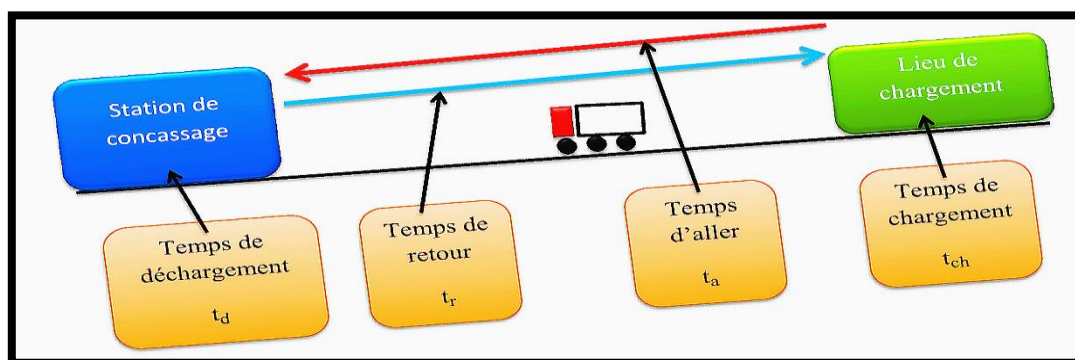 Station de
concassage
Lieu de
chargement
Temps de
déchargement
t_d
Temps de
retour
t_r
Temps
d’aller
t_a
Temps de
chargement
t_ch